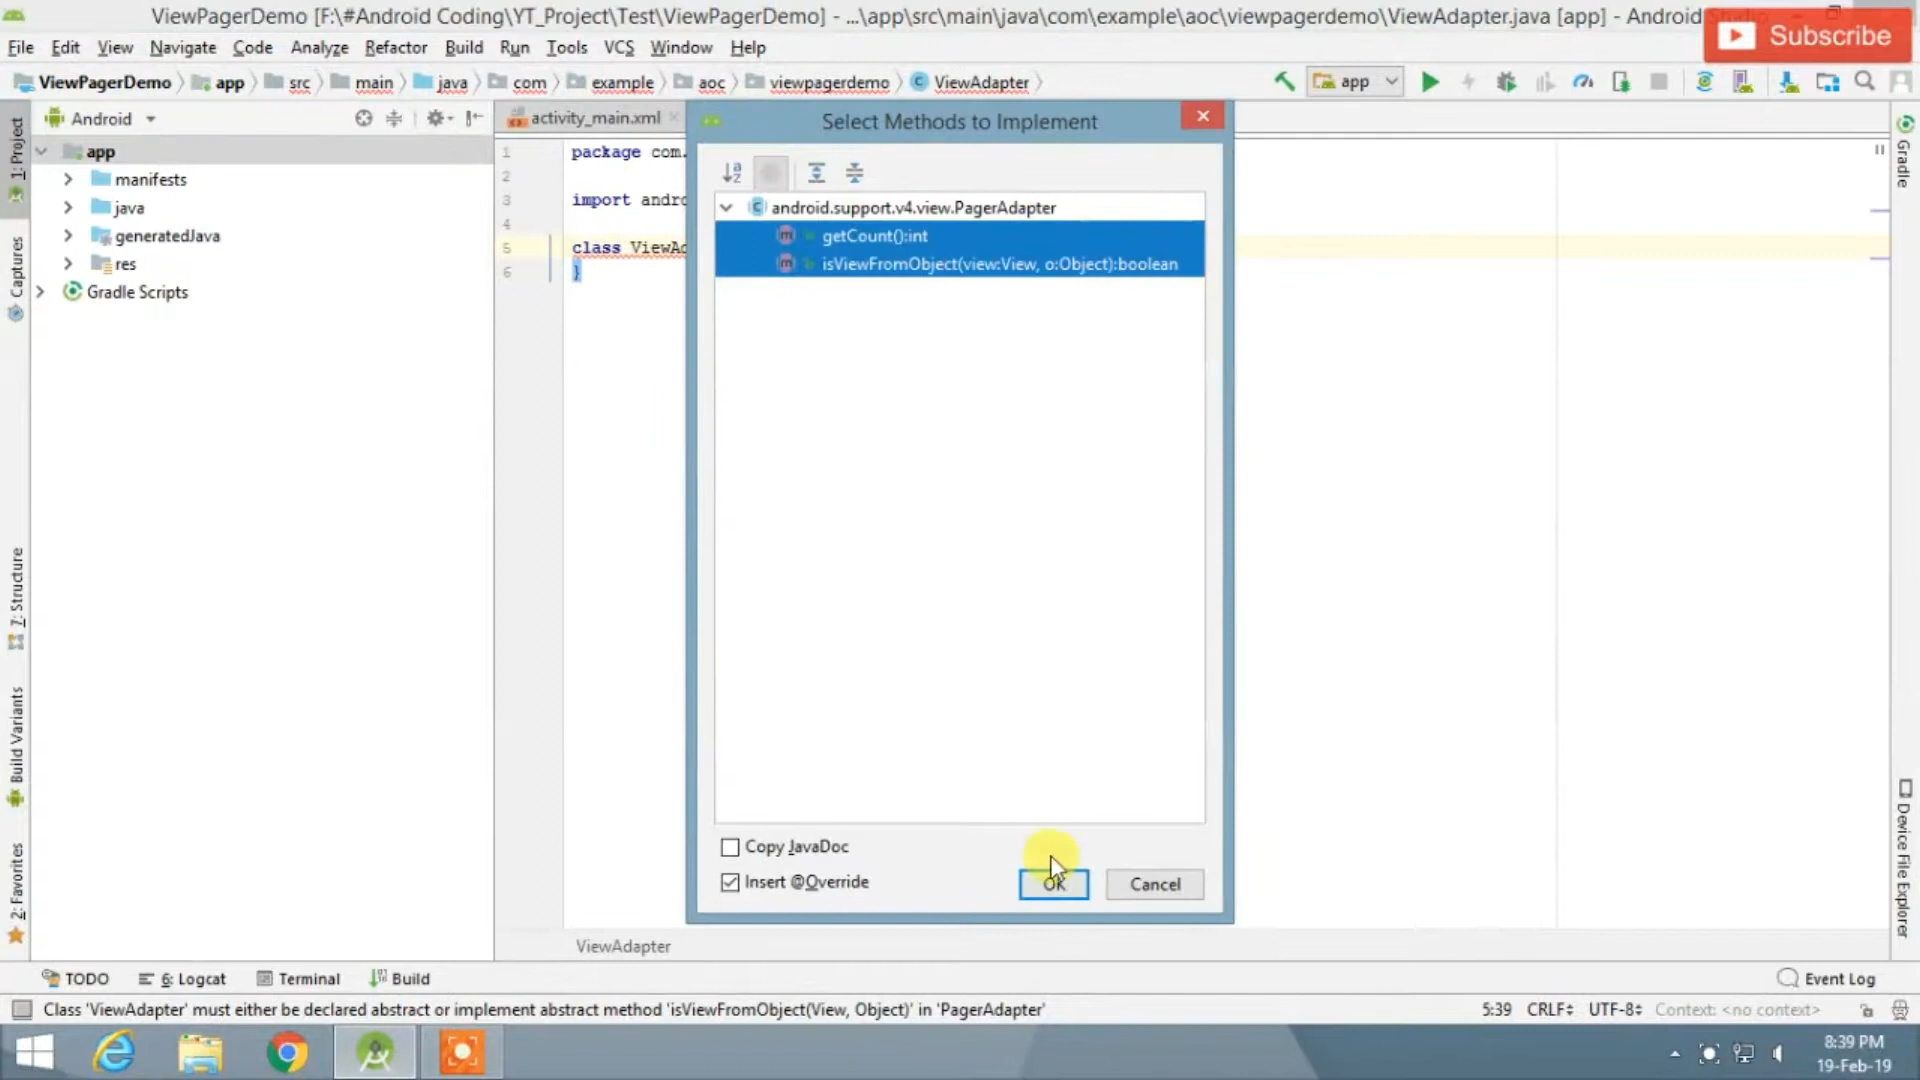 ViewPagerDemo [F:\#Android Coding\YT_Project\Test\ViewPagerDemo] - ...\app\src\main\java\com\example\aoc\viewpagerdemo\ViewAdapter.java [app] - Android
Subscribe
File Edit View Navigate Code Analyze Refactor Build Run Tools VCS Window Help
ViewPagerDemo app src main java com example aoc viewpagerdemo ViewAdapter
app
Android
activity_main.xml
Select Methods to Implement
1: Project
Captures
7: Structure
Build Variants
2: Favorites
app
manifests
java
generatedJava
res
Gradle Scripts
1 package com.
2
3 import andro
4
5 class ViewAd
6 }
android.support.v4.view.PagerAdapter
getCount():int
isViewFromObject(view:View, o:Object):boolean
Copy JavaDoc
Insert @Override
OK
Cancel
Gradle
Device File Explorer
ViewAdapter
TODO 6: Logcat Terminal Build
Event Log
Class 'ViewAdapter' must either be declared abstract or implement abstract method 'isViewFromObject(View, Object)' in 'PagerAdapter'
5:39 CRLF UTF-8 Context: <no context>
8:39 PM
19-Feb-19